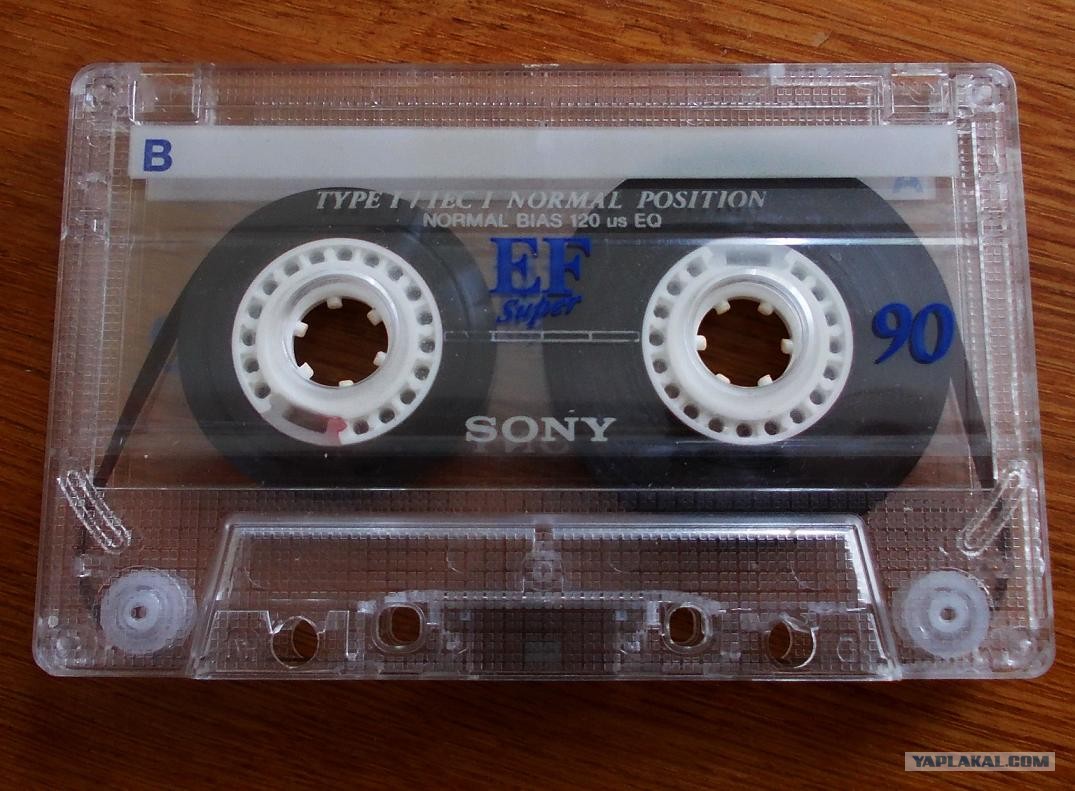 B
A
TYPE I / IEC I NORMAL POSITION
NORMAL BIAS 120 us EQ
EF
Super
90
SONY
YAPLAKAL.COM